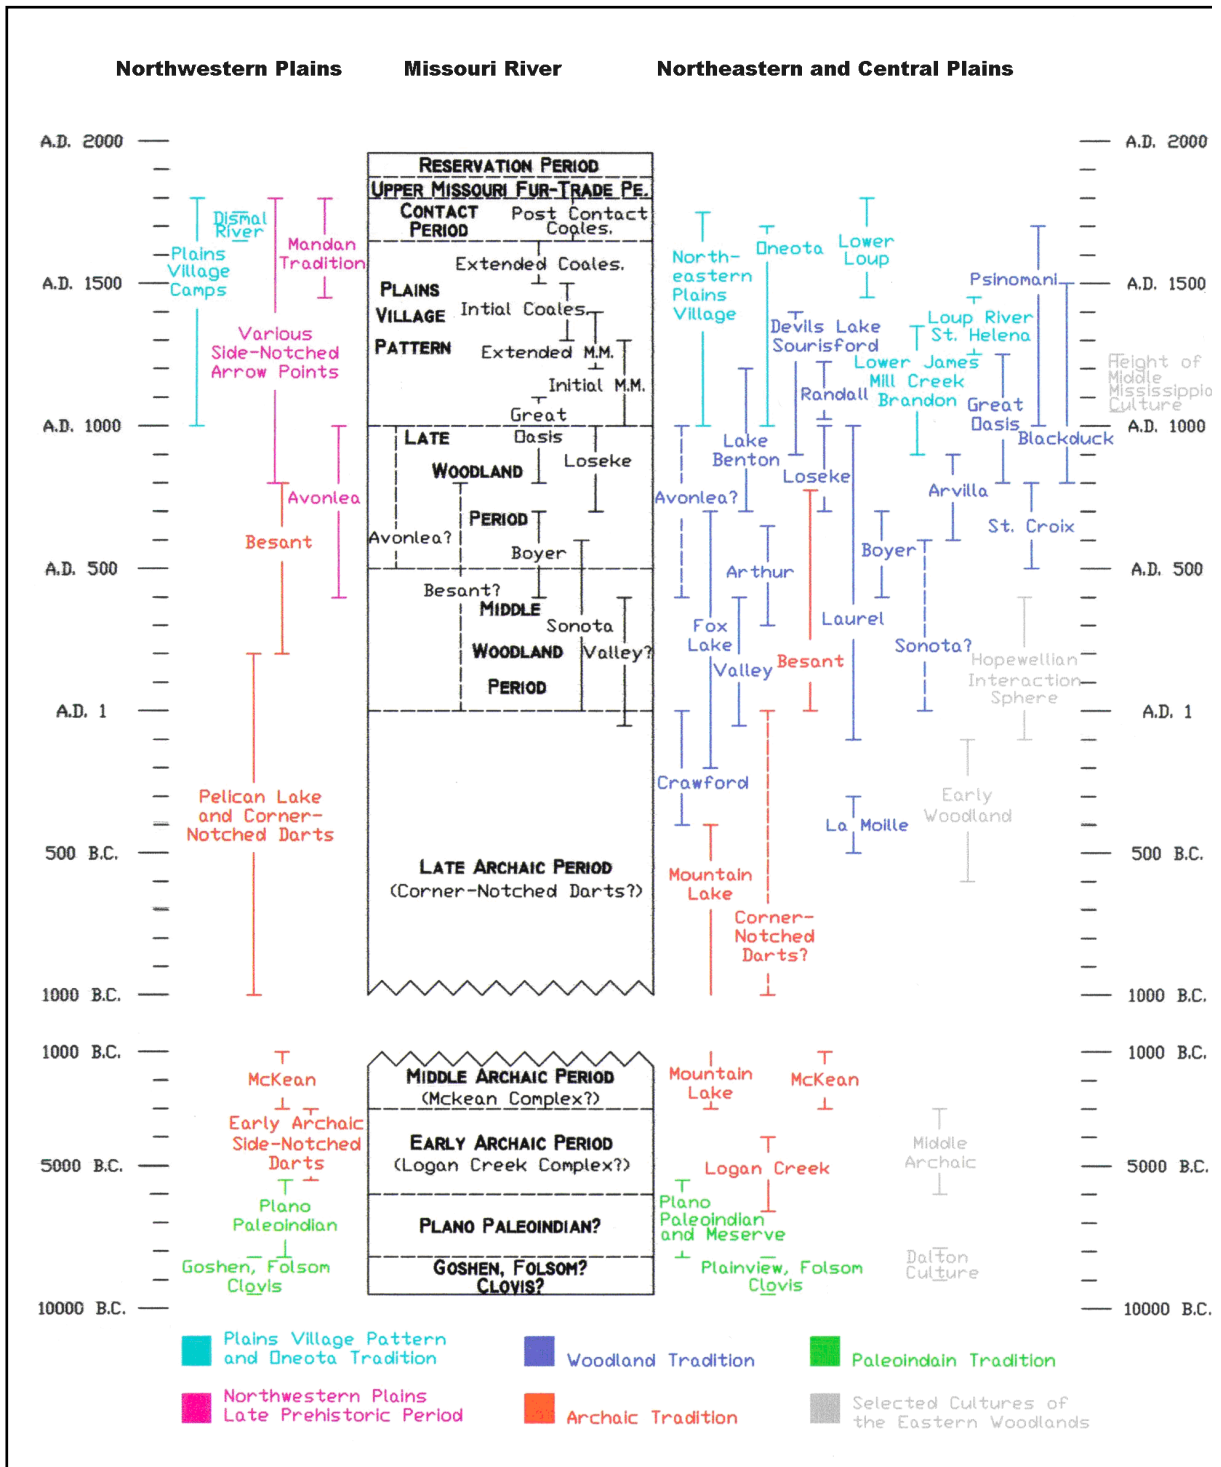 Northwestern Plains
Missouri River
Northeastern and Central Plains
A.D. 2000
A.D. 1500
A.D. 1000
A.D. 500
A.D. 1
500 B.C.
1000 B.C.
1000 B.C.
5000 B.C.
10000 B.C.
Dismal
River
Plains
Village
Camps
Mandan
Tradition
Various
Side-Notched
Arrow Points
Avonlea
Besant
Pelican Lake
and Corner-
Notched Darts
McKean
Early Archaic
Side-Notched
Darts
Plano
Paleoindian
Goshen, Folsom
Clovis
RESERVATION PERIOD
UPPER MISSOURI FUR-TRADE PE.
CONTACT
PERIOD
Post Contact
Coales.
Extended Coales.
PLAINS
VILLAGE
PATTERN
Intial Coales.
Extended M.M.
Initial M.M.
Great
Oasis
LATE
WOODLAND
PERIOD
Loseke
Avonlea?
Boyer
Besant?
MIDDLE
WOODLAND
PERIOD
Sonota
Valley?
LATE ARCHAIC PERIOD
(Corner-Notched Darts?)
MIDDLE ARCHAIC PERIOD
(Mckean Complex?)
EARLY ARCHAIC PERIOD
(Logan Creek Complex?)
PLANO PALEOINDIAN?
GOSHEN, FOLSOM?
CLOVIS?
North-
eastern
Plains
Village
Oneota
Lower
Loup
Psinomani
Loup River
St. Helena
Devils Lake
Sourisford
Lower James
Mill Creek
Brandon
Randall
Great
Oasis
Blackduck
Lake
Benton
Loseke
Avonlea?
Arvilla
St. Croix
Boyer
Arthur
Fox
Lake
Laurel
Valley
Besant
Sonota?
Crawford
La Moille
Mountain
Lake
Corner-
Notched
Darts?
Mountain
Lake
McKean
Logan Creek
Plano
Paleoindian
and Meserve
Plainview, Folsom
Clovis
Height of
Middle
Mississippia
Culture
Hopewellian
Interaction
Sphere
Early
Woodland
Middle
Archaic
Dalton
Culture
A.D. 2000
A.D. 1500
A.D. 1000
A.D. 500
A.D. 1
500 B.C.
1000 B.C.
1000 B.C.
5000 B.C.
10000 B.C.
Plains Village Pattern
and Oneota Tradition
Woodland Tradition
Paleoindain Tradition
Northwestern Plains
Late Prehistoric Period
Archaic Tradition
Selected Cultures of
the Eastern Woodlands